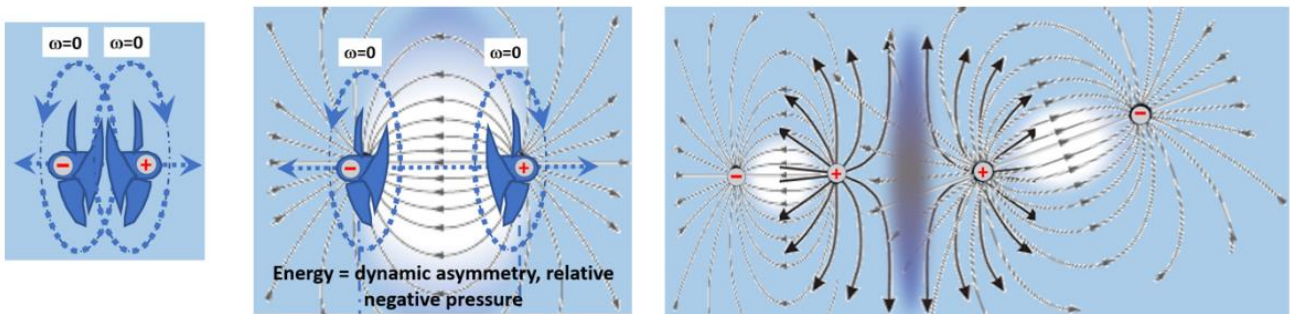 ω=0 ω=0
− +
ω=0 ω=0
− +
Energy = dynamic asymmetry, relative
negative pressure
−
− + +